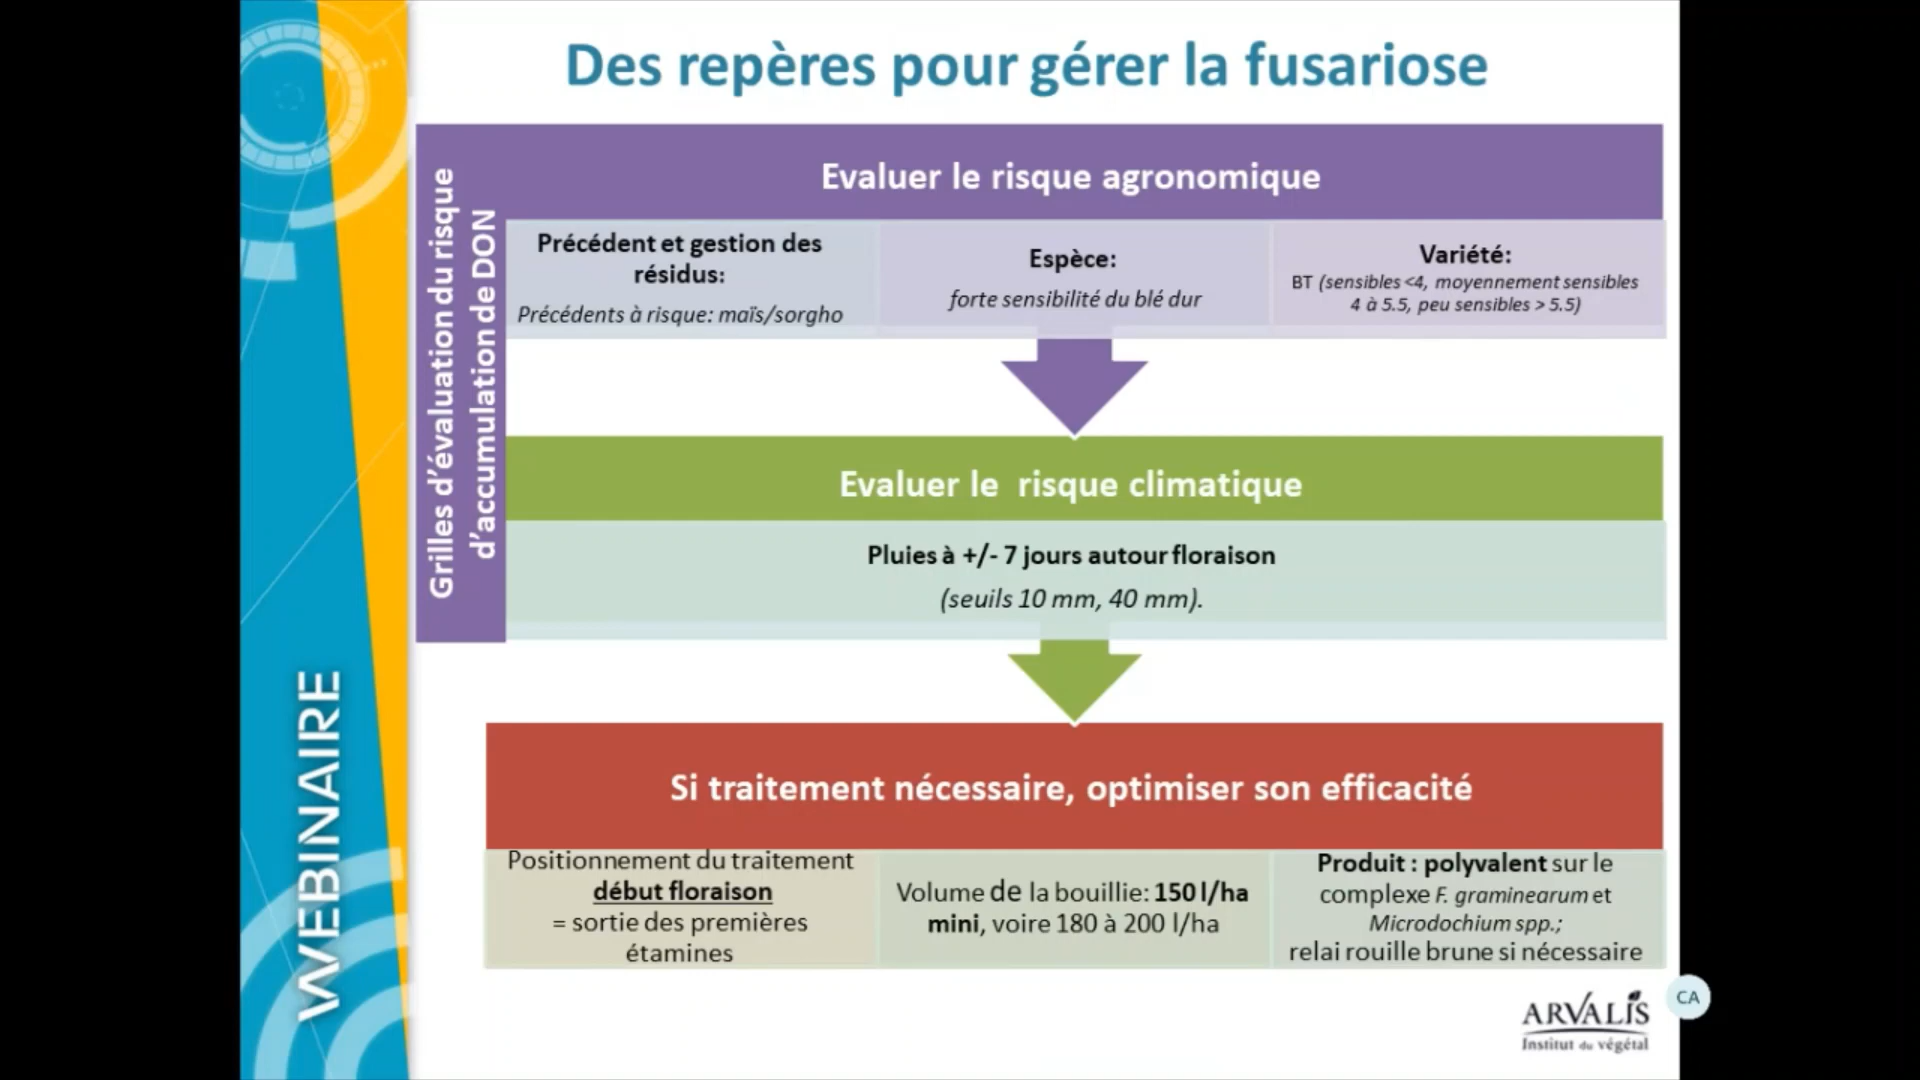 Des repères pour gérer la fusariose
Grilles d'évaluation du risque
d'accumulation de DON
Evaluer le risque agronomique
Précédent et gestion des
résidus:
Précédents à risque: maïs/sorgho
Espèce:
forte sensibilité du blé dur
Variété:
BT (sensibles <4, moyennement sensibles
4 à 5.5, peu sensibles > 5.5)
Evaluer le risque climatique
Pluies à +/- 7 jours autour floraison
(seuils 10 mm, 40 mm).
Si traitement nécessaire, optimiser son efficacité
Positionnement du traitement
début floraison
= sortie des premières
étamines
Volume de la bouillie: 150 l/ha
mini, voire 180 à 200 l/ha
Produit : polyvalent sur le
complexe F. graminearum et
Microdochium spp.;
relai rouille brune si nécessaire
WEBINAIRE
ARVALIS
Institut du végétal
CA